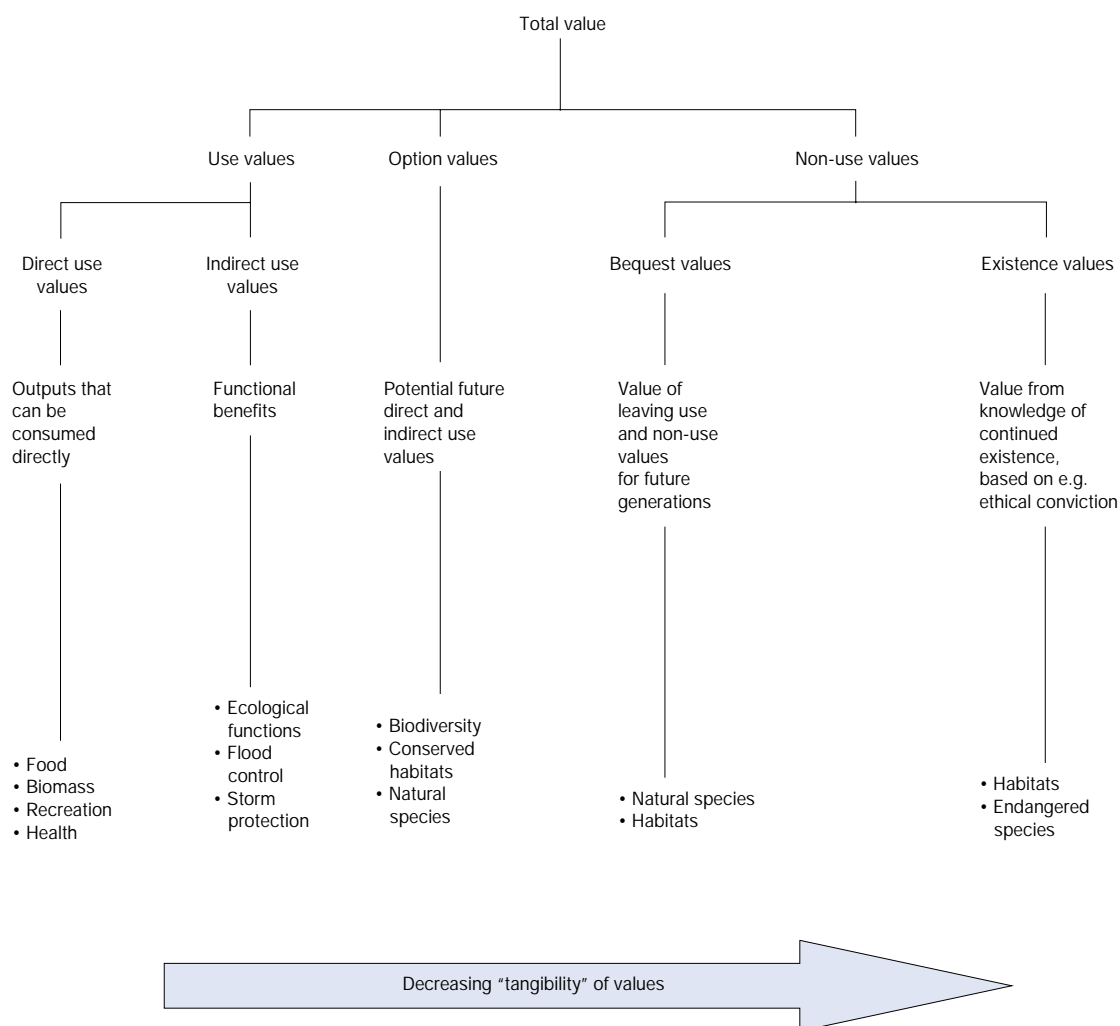 Total value
Use values
Option values
Non-use values
Direct use
values
Indirect use
values
Bequest values
Existence values
Outputs that
can be
consumed
directly
Functional
benefits
Potential future
direct and
indirect use
values
Value of
leaving use
and non-use
values
for future
generations
Value from
knowledge of
continued
existence,
based on e.g.
ethical conviction
• Food
• Biomass
• Recreation
• Health
• Ecological
functions
• Flood
control
• Storm
protection
• Biodiversity
• Conserved
habitats
• Natural
species
• Natural species
• Habitats
• Habitats
• Endangered
species
Decreasing “tangibility” of values